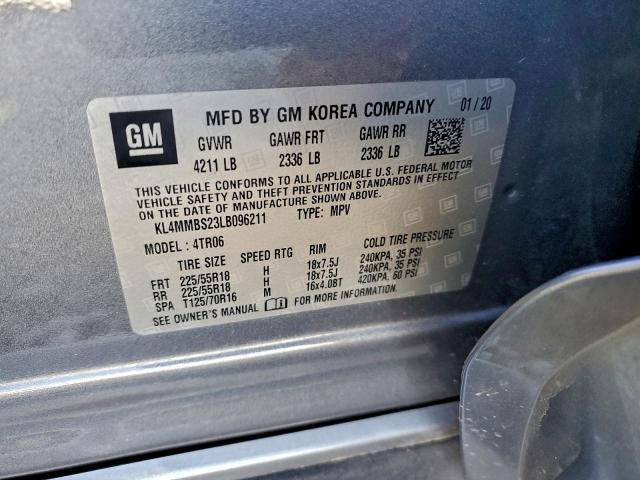 GM MFD BY GM KOREA COMPANY 01/20
GVWR GAWR FRT GAWR RR
4211 LB 2336 LB 2336 LB
THIS VEHICLE CONFORMS TO ALL APPLICABLE U.S. FEDERAL MOTOR
VEHICLE SAFETY AND THEFT PREVENTION STANDARDS IN EFFECT ON
THE DATE OF MANUFACTURE SHOWN ABOVE.
KL4MMBS23LB096211 TYPE: MPV
MODEL: 4TR06
TIRE SIZE SPEED RTG RIM COLD TIRE PRESSURE
FRT 225/55R18 H 18x7.5J 240KPA, 35 PSI
RR 225/55R18 H 18x7.5J 240KPA, 35 PSI
SPA T125/70R16 M 16x4.0BT 420KPA, 60 PSI
SEE OWNER'S MANUAL FOR MORE INFORMATION.